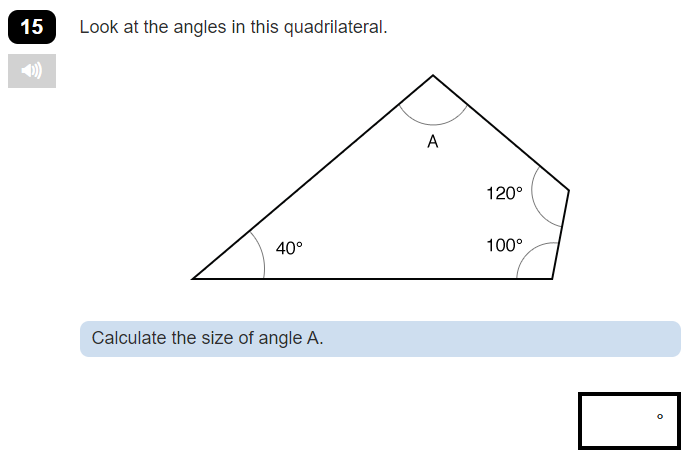 15 Look at the angles in this quadrilateral.
A
120°
40° 100°
Calculate the size of angle A.
°